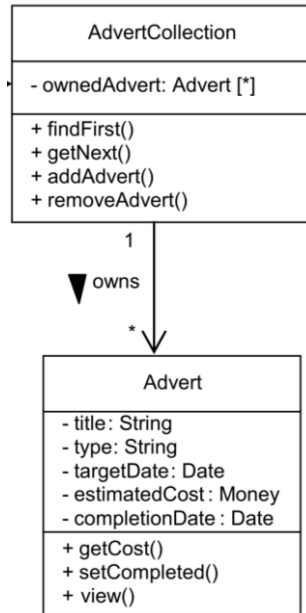 AdvertCollection
- ownedAdvert: Advert [*]
+ findFirst()
+ getNext()
+ addAdvert()
+ removeAdvert()
1
owns
*
Advert
- title: String
- type: String
- targetDate: Date
- estimatedCost: Money
- completionDate: Date
+ getCost()
+ setCompleted()
+ view()